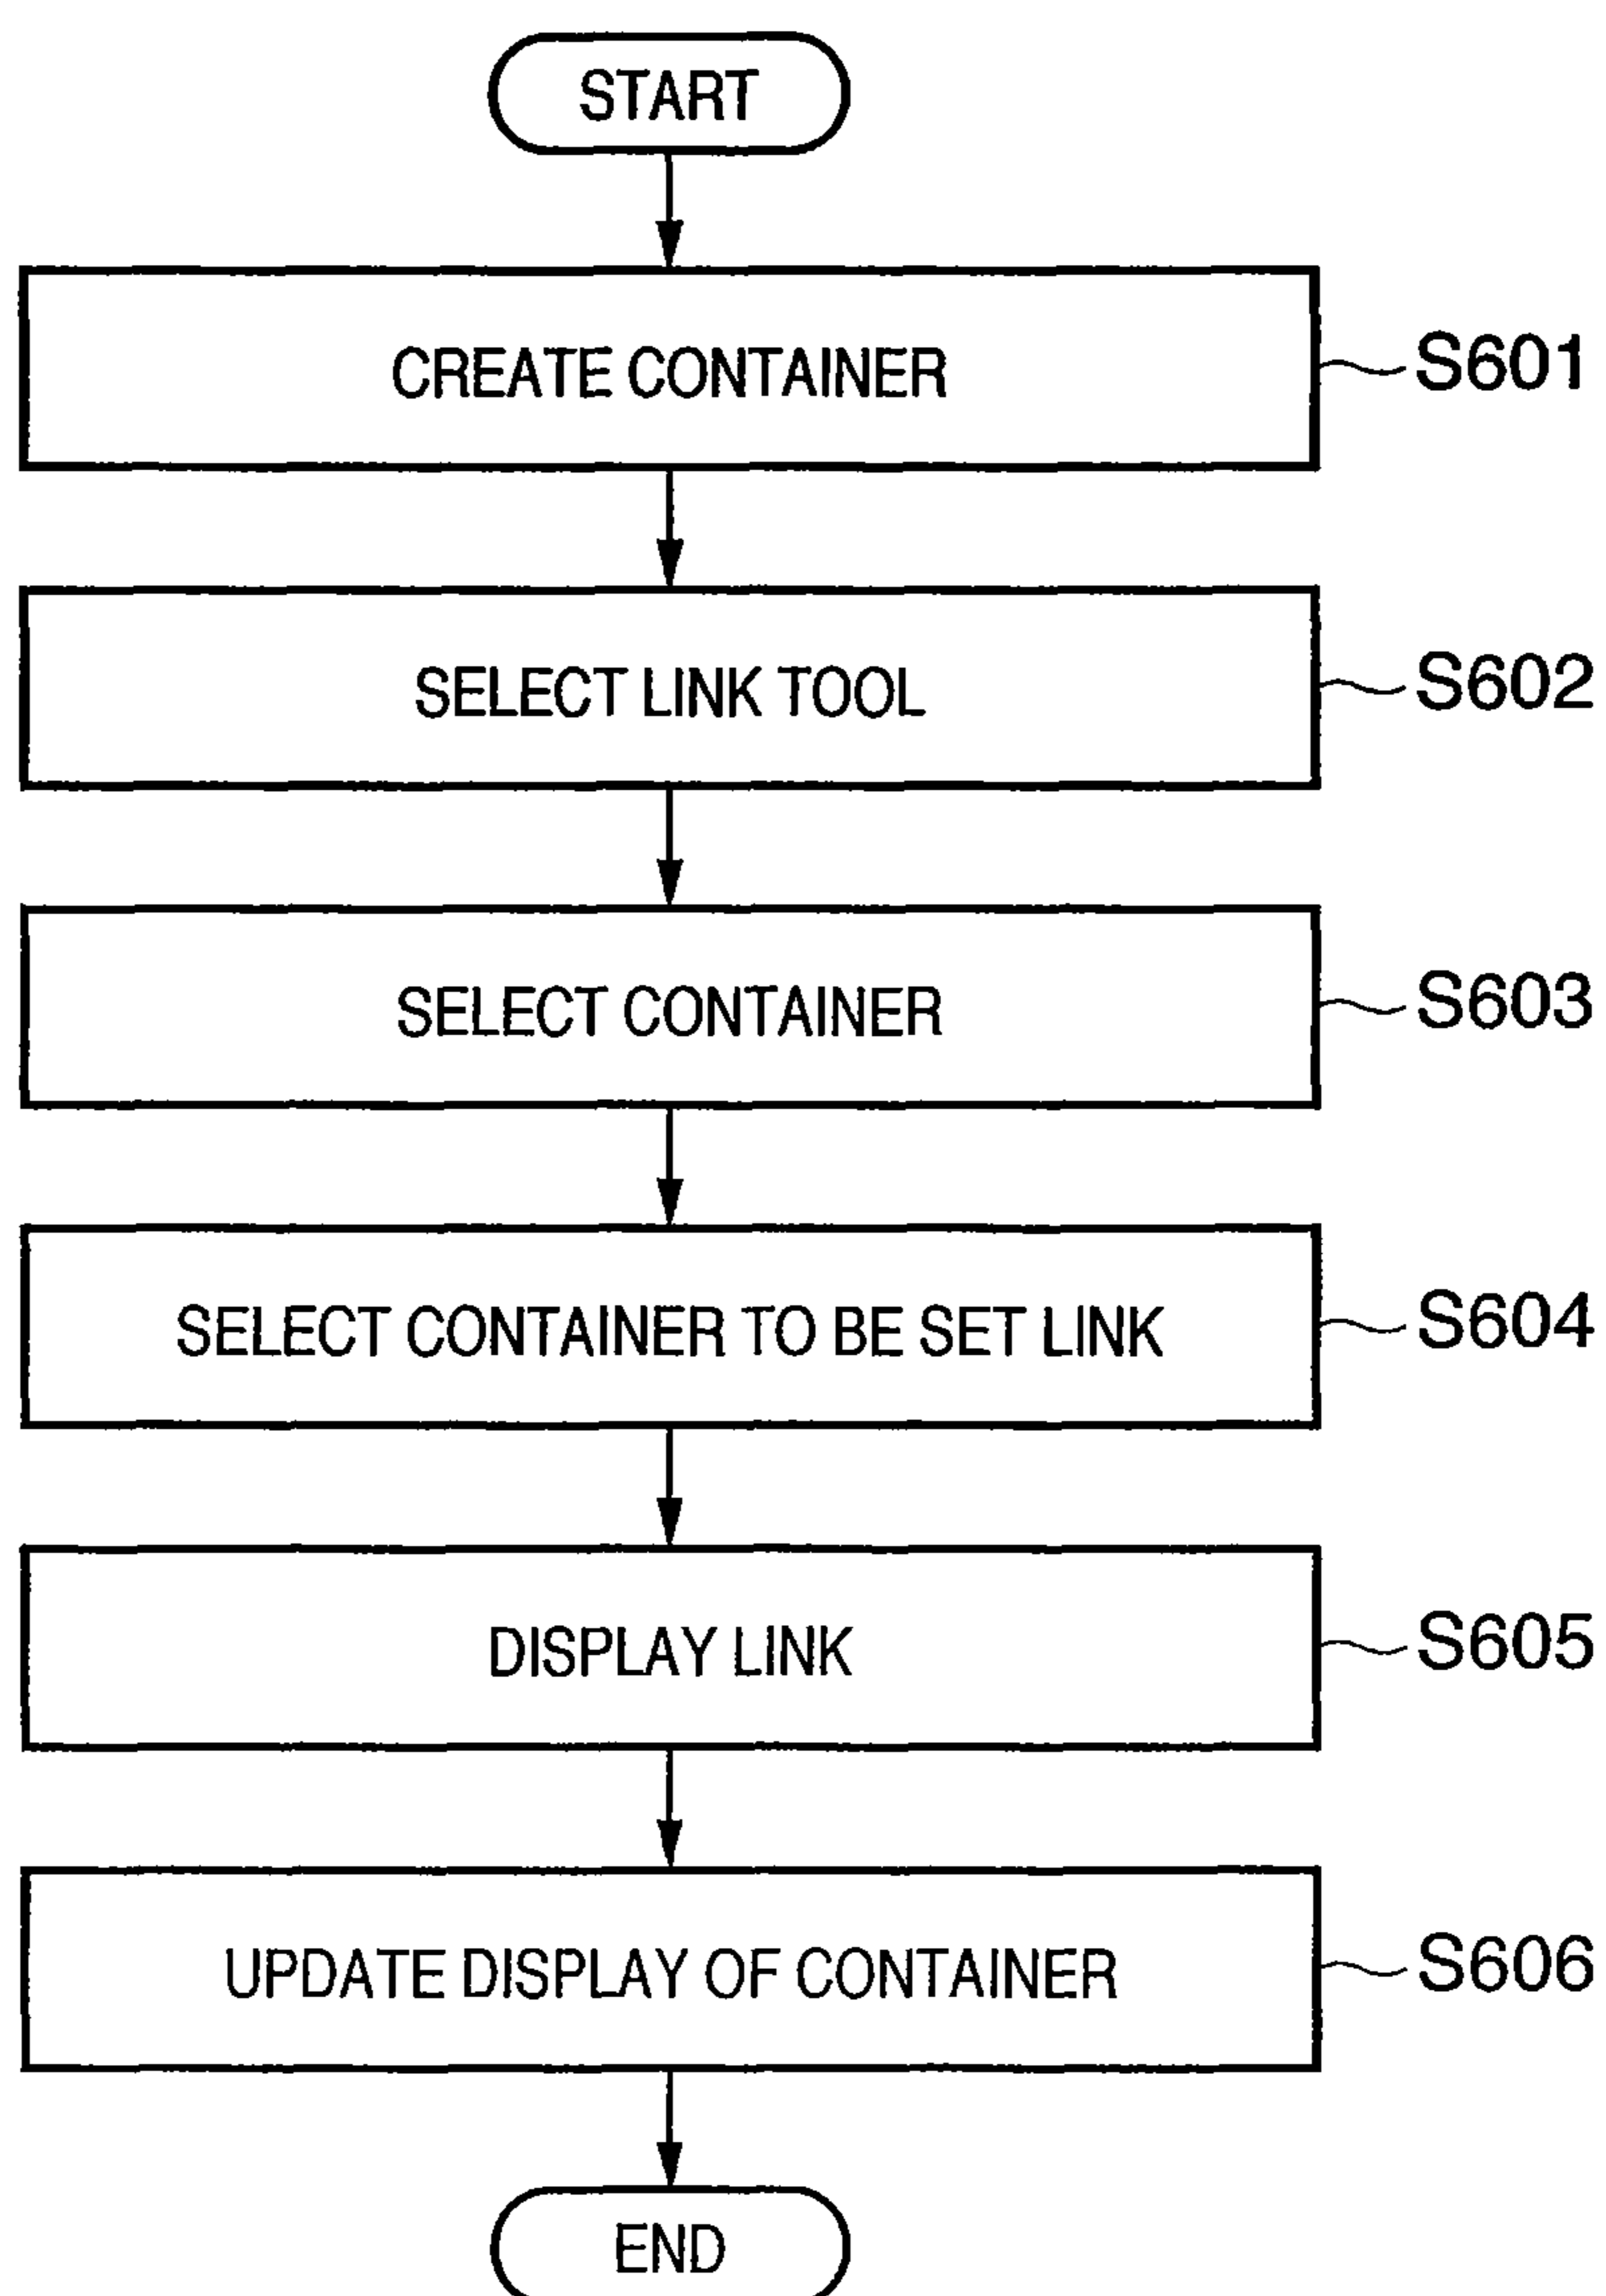 START
CREATE CONTAINER
S601
SELECT LINK TOOL
S602
SELECT CONTAINER
S603
SELECT CONTAINER TO BE SET LINK
S604
DISPLAY LINK
S605
UPDATE DISPLAY OF CONTAINER
S606
END